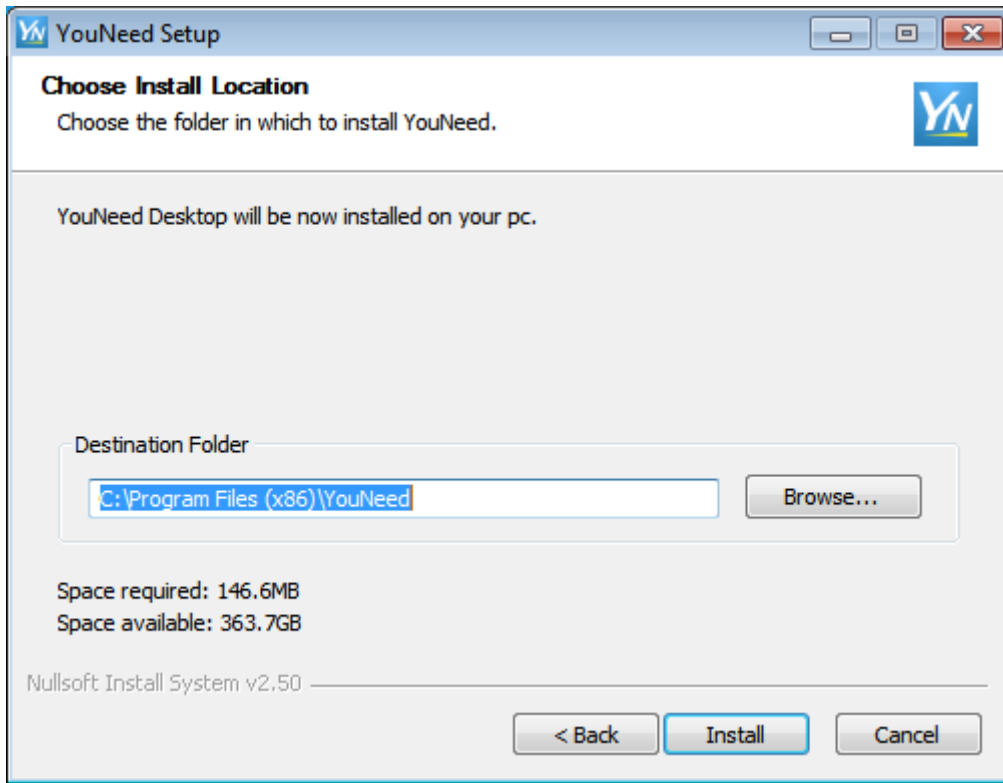 YN YouNeed Setup
Choose Install Location
Choose the folder in which to install YouNeed.
YN
YouNeed Desktop will be now installed on your pc.
Destination Folder
C:\Program Files (x86)\YouNeed
Browse...
Space required: 146.6MB
Space available: 363.7GB
Nullsoft Install System v2.50
< Back Install Cancel